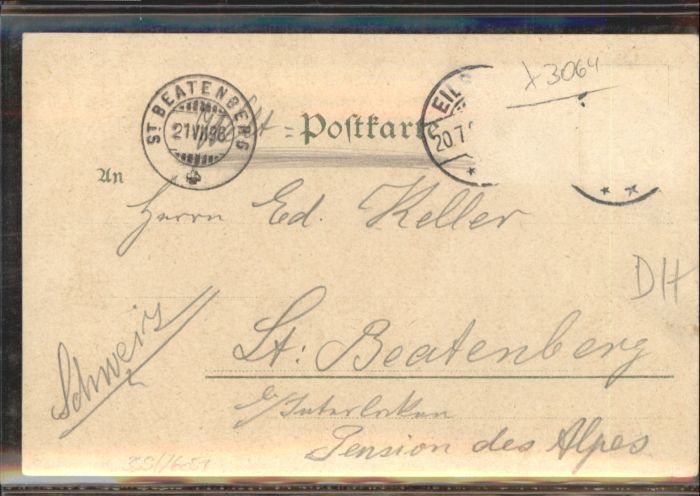 x3064
ST BEATENBERG
21 VII 98
EIL
20.7.
Postkarte
An
Herrn Ed. Keller
DH
St. Beatenberg
b/Interlaken
Pension des Alpes
Schweiz